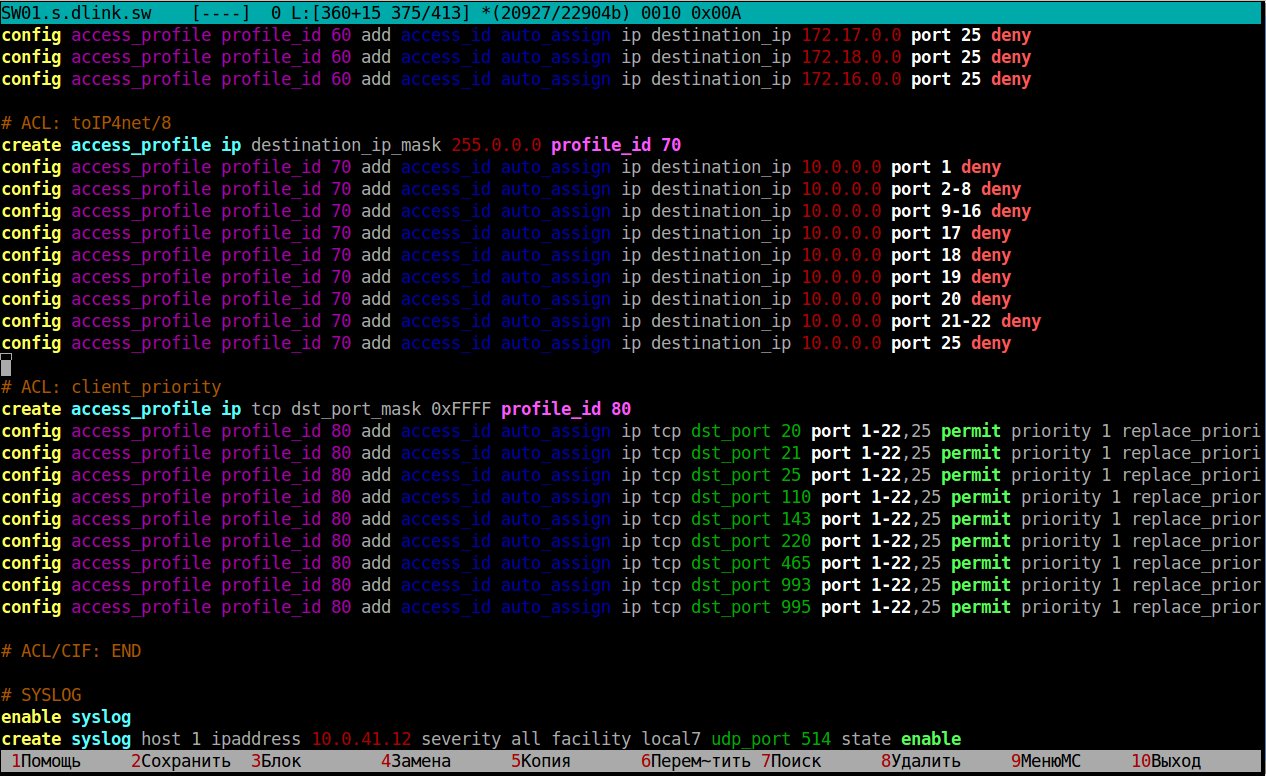 SW01.s.dlink.sw [----] 0 L:[360+15 375/413] *(20927/22904b) 0010 0x00A
config access_profile profile_id 60 add access_id auto_assign ip destination_ip 172.17.0.0 port 25 deny
config access_profile profile_id 60 add access_id auto_assign ip destination_ip 172.18.0.0 port 25 deny
config access_profile profile_id 60 add access_id auto_assign ip destination_ip 172.16.0.0 port 25 deny
# ACL: toIP4net/8
create access_profile ip destination_ip_mask 255.0.0.0 profile_id 70
config access_profile profile_id 70 add access_id auto_assign ip destination_ip 10.0.0.0 port 1 deny
config access_profile profile_id 70 add access_id auto_assign ip destination_ip 10.0.0.0 port 2-8 deny
config access_profile profile_id 70 add access_id auto_assign ip destination_ip 10.0.0.0 port 9-16 deny
config access_profile profile_id 70 add access_id auto_assign ip destination_ip 10.0.0.0 port 17 deny
config access_profile profile_id 70 add access_id auto_assign ip destination_ip 10.0.0.0 port 18 deny
config access_profile profile_id 70 add access_id auto_assign ip destination_ip 10.0.0.0 port 19 deny
config access_profile profile_id 70 add access_id auto_assign ip destination_ip 10.0.0.0 port 20 deny
config access_profile profile_id 70 add access_id auto_assign ip destination_ip 10.0.0.0 port 21-22 deny
config access_profile profile_id 70 add access_id auto_assign ip destination_ip 10.0.0.0 port 25 deny
# ACL: client_priority
create access_profile ip tcp dst_port_mask 0xFFFF profile_id 80
config access_profile profile_id 80 add access_id auto_assign ip tcp dst_port 20 port 1-22,25 permit priority 1 replace_priori
config access_profile profile_id 80 add access_id auto_assign ip tcp dst_port 21 port 1-22,25 permit priority 1 replace_priori
config access_profile profile_id 80 add access_id auto_assign ip tcp dst_port 25 port 1-22,25 permit priority 1 replace_priori
config access_profile profile_id 80 add access_id auto_assign ip tcp dst_port 110 port 1-22,25 permit priority 1 replace_prior
config access_profile profile_id 80 add access_id auto_assign ip tcp dst_port 143 port 1-22,25 permit priority 1 replace_prior
config access_profile profile_id 80 add access_id auto_assign ip tcp dst_port 220 port 1-22,25 permit priority 1 replace_prior
config access_profile profile_id 80 add access_id auto_assign ip tcp dst_port 465 port 1-22,25 permit priority 1 replace_prior
config access_profile profile_id 80 add access_id auto_assign ip tcp dst_port 993 port 1-22,25 permit priority 1 replace_prior
config access_profile profile_id 80 add access_id auto_assign ip tcp dst_port 995 port 1-22,25 permit priority 1 replace_prior
# ACL/CIF: END
# SYSLOG
enable syslog
create syslog host 1 ipaddress 10.0.41.12 severity all facility local7 udp_port 514 state enable
1Помощь 2Сохранить 3Блок 4Замена 5Копия 6Перем~тить 7Поиск 8Удалить 9МенюMC 10Выход